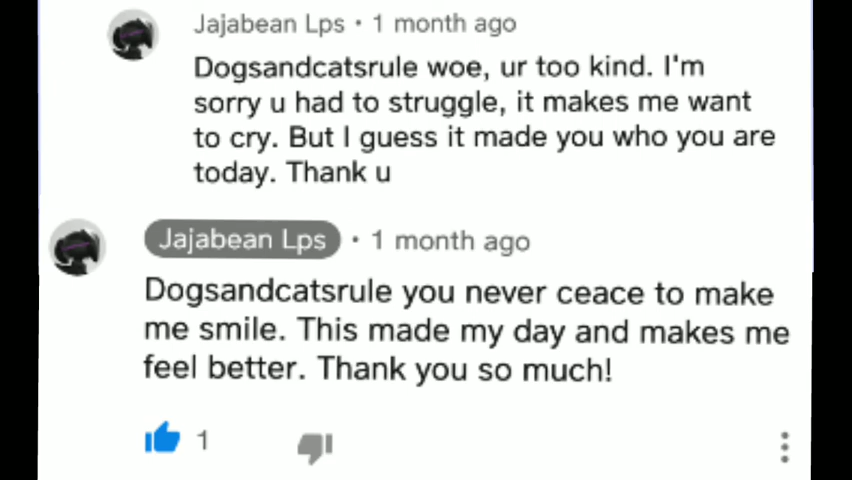 Jajabean Lps • 1 month ago
Dogsandcatsrule woe, ur too kind. I'm
sorry u had to struggle, it makes me want
to cry. But I guess it made you who you are
today. Thank u
Jajabean Lps • 1 month ago
Dogsandcatsrule you never ceace to make
me smile. This made my day and makes me
feel better. Thank you so much!
1